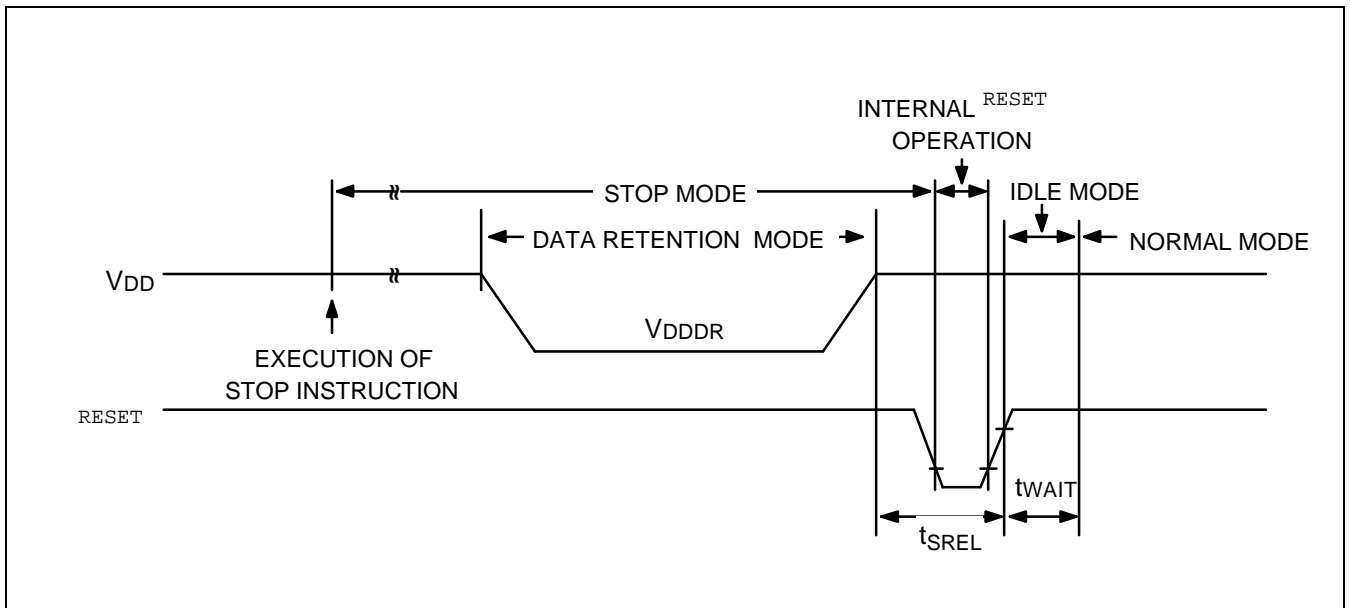 INTERNAL RESET
OPERATION
STOP MODE
IDLE MODE
DATA RETENTION MODE
NORMAL MODE
VDD
VDDDR
EXECUTION OF
STOP INSTRUCTION
RESET
tWAIT
tSREL